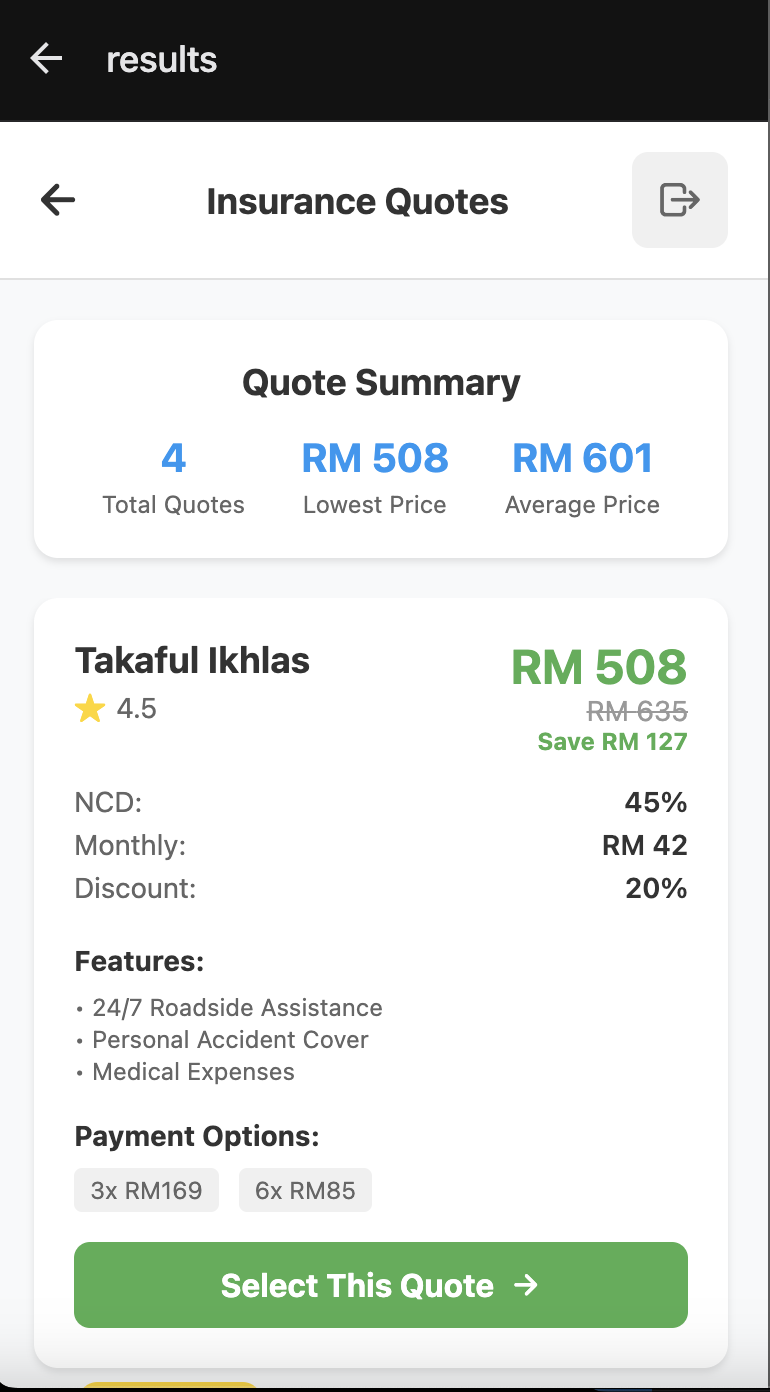 results
Insurance Quotes
Quote Summary
4 RM 508 RM 601
Total Quotes Lowest Price Average Price
Takaful Ikhlas RM 508
4.5 RM 635
Save RM 127
NCD: 45%
Monthly: RM 42
Discount: 20%
Features:
• 24/7 Roadside Assistance
• Personal Accident Cover
• Medical Expenses
Payment Options:
3x RM169 6x RM85
Select This Quote →